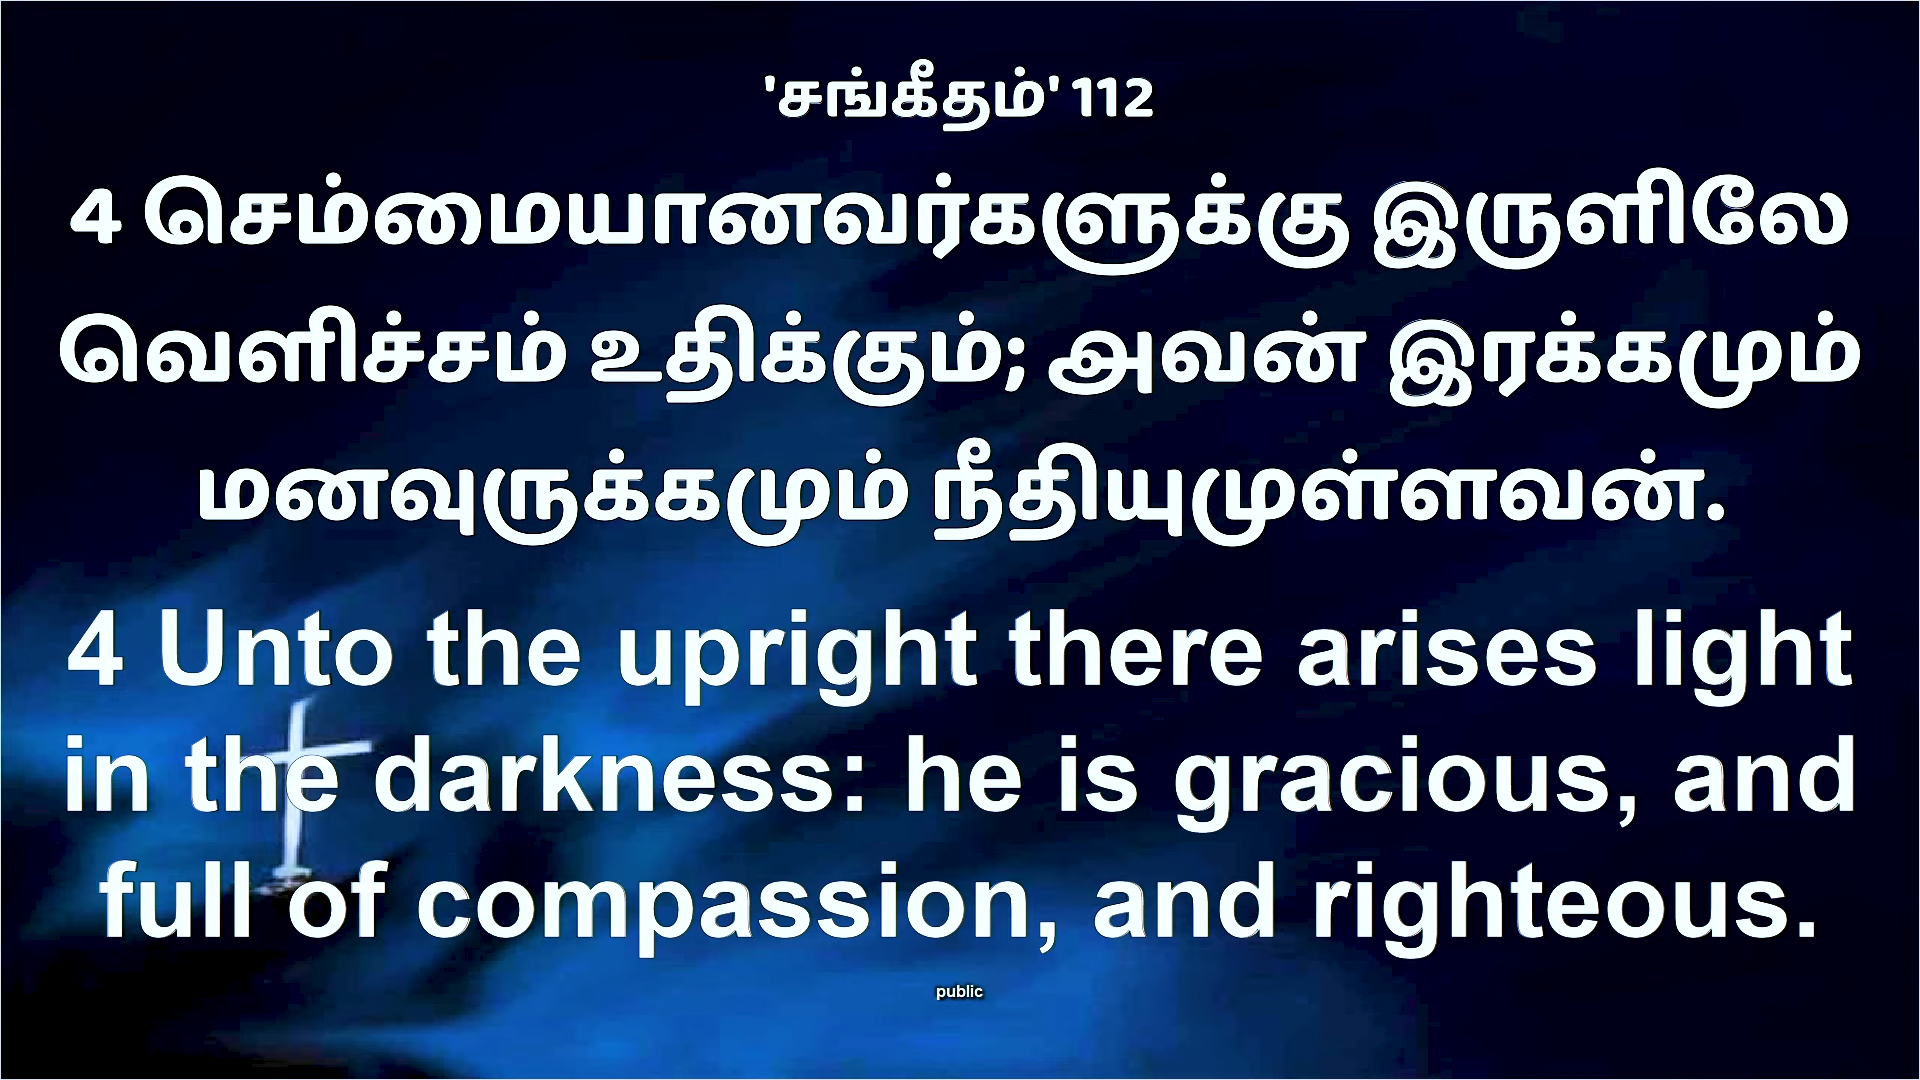 'சங்கீதம்' 112
4 செம்மையானவர்களுக்கு இருளிலே
வெளிச்சம் உதிக்கும்; அவன் இரக்கமும்
மனவுருக்கமும் நீதியுமுள்ளவன்.
4 Unto the upright there arises light
in the darkness: he is gracious, and
full of compassion, and righteous.
public